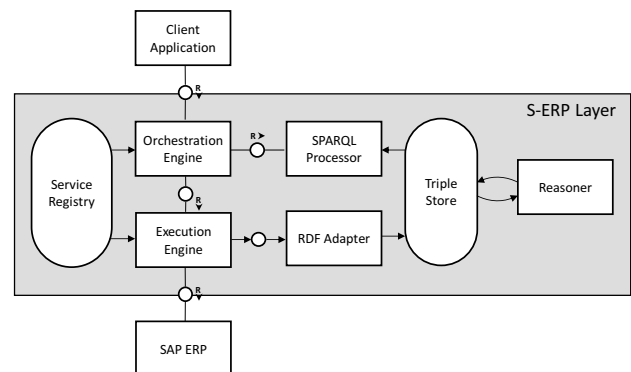 Client
Application
R
S-ERP Layer
Service
Registry
Orchestration
Engine
R
SPARQL
Processor
Triple
Store
Reasoner
R
Execution
Engine
RDF Adapter
R
SAP ERP